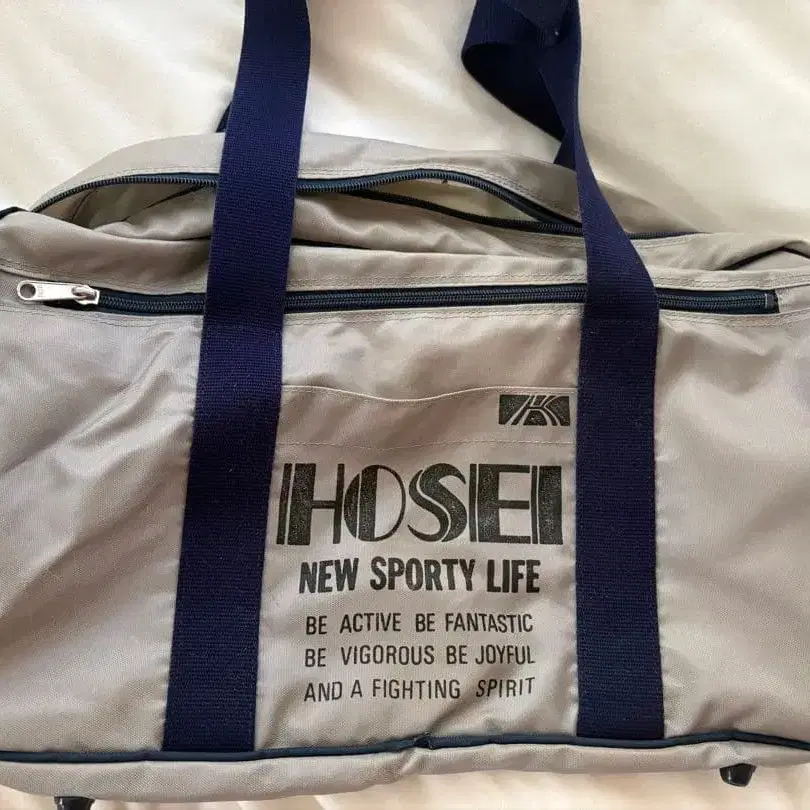 HOSEI
NEW SPORTY LIFE
BE ACTIVE BE FANTASTIC
BE VIGOROUS BE JOYFUL
AND A FIGHTING SPIRIT